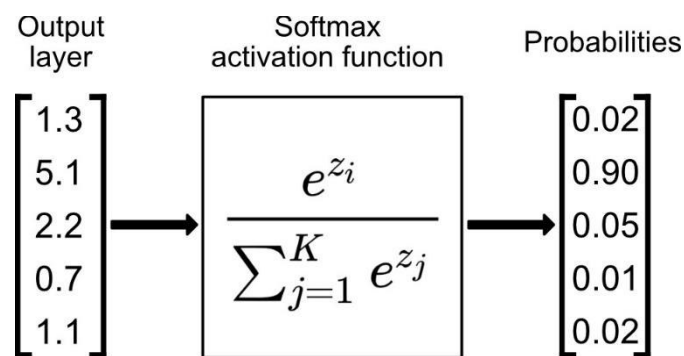 Output
layer
Softmax
activation function
Probabilities
1.3
5.1
2.2
0.7
1.1
e^{z_i}
∑_{j=1}^{K} e^{z_j}
0.02
0.90
0.05
0.01
0.02